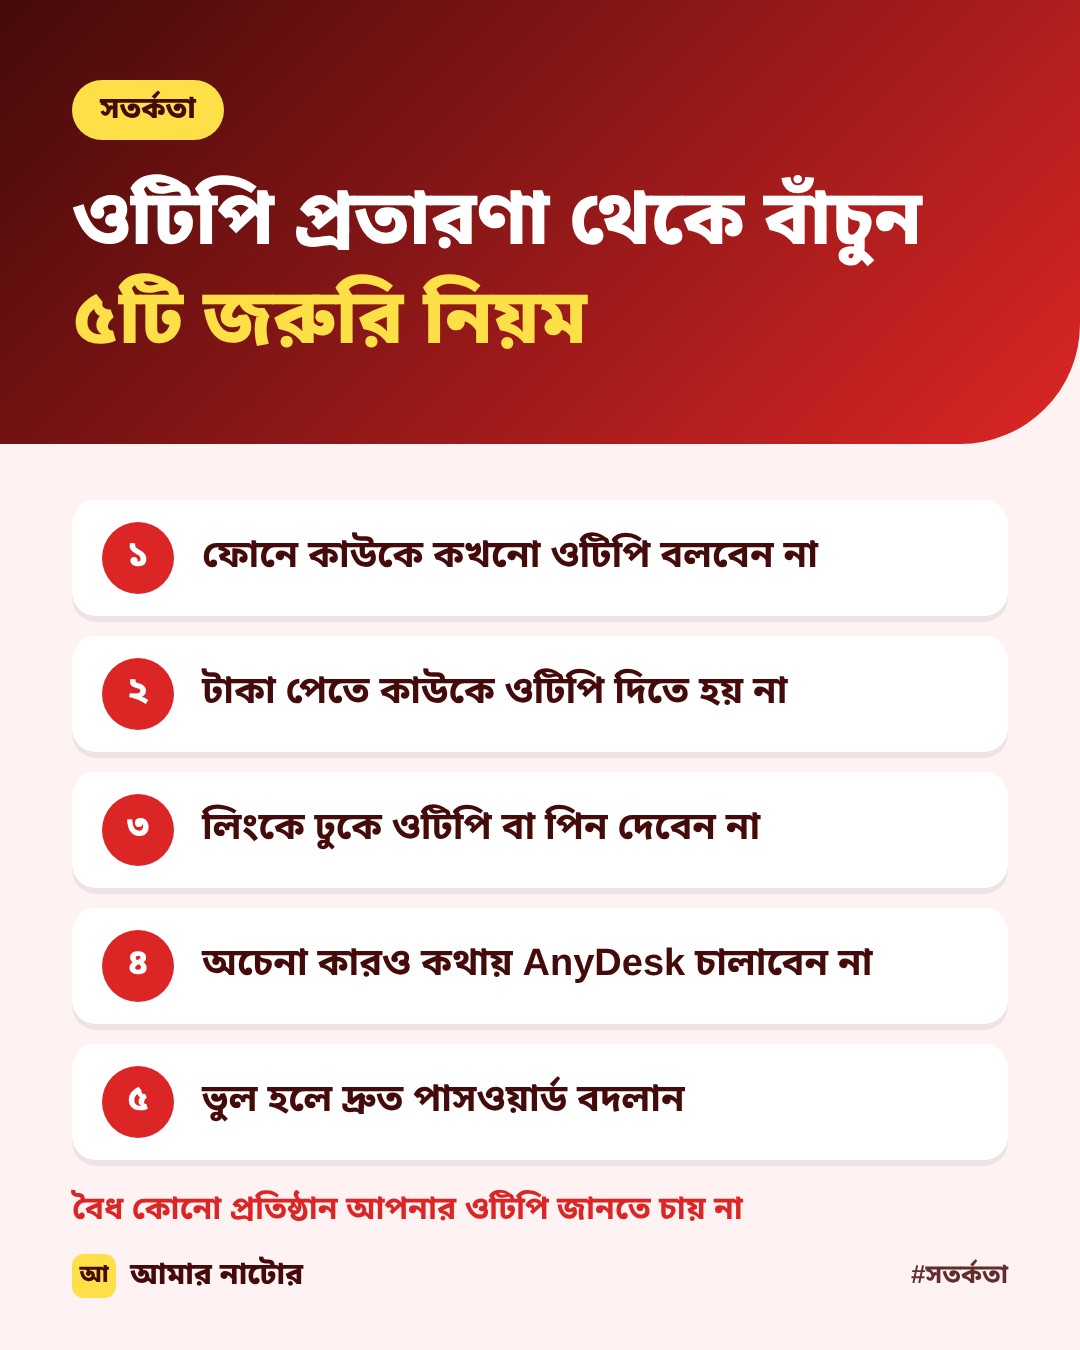 সতর্কতা
ওটিপি প্রতারণা থেকে বাঁচুন
৫টি জরুরি নিয়ম
১ ফোনে কাউকে কখনো ওটিপি বলবেন না
২ টাকা পেতে কাউকে ওটিপি দিতে হয় না
৩ লিংকে ঢুকে ওটিপি বা পিন দেবেন না
৪ অচেনা কারও কথায় AnyDesk চালাবেন না
৫ ভুল হলে দ্রুত পাসওয়ার্ড বদলান
বৈধ কোনো প্রতিষ্ঠান আপনার ওটিপি জানতে চায় না
আ আমার নাটোর
#সতর্কতা